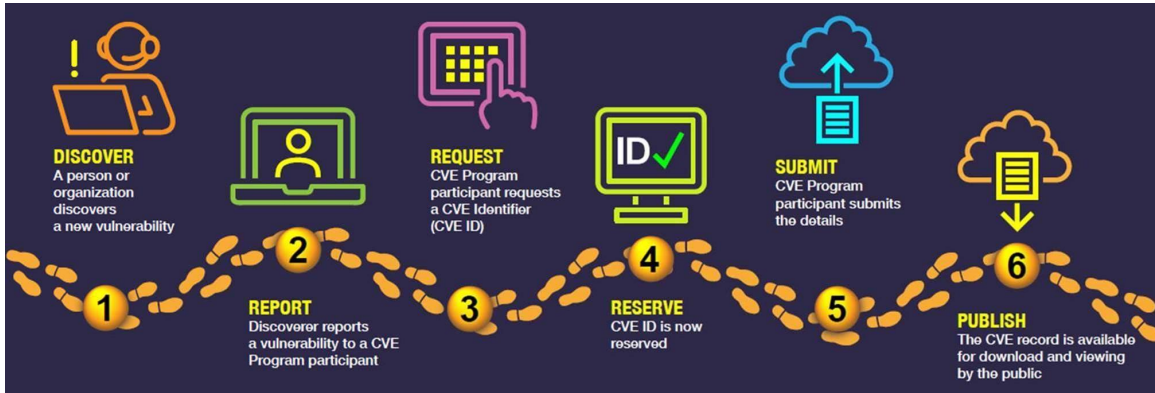 !
DISCOVER
A person or
organization
discovers
a new vulnerability
1
2
REPORT
Discoverer reports
a vulnerability to a CVE
Program participant
REQUEST
CVE Program
participant requests
a CVE Identifier
(CVE ID)
3
ID
4
RESERVE
CVE ID is now
reserved
SUBMIT
CVE Program
participant submits
the details
5
6
PUBLISH
The CVE record is available
for download and viewing
by the public